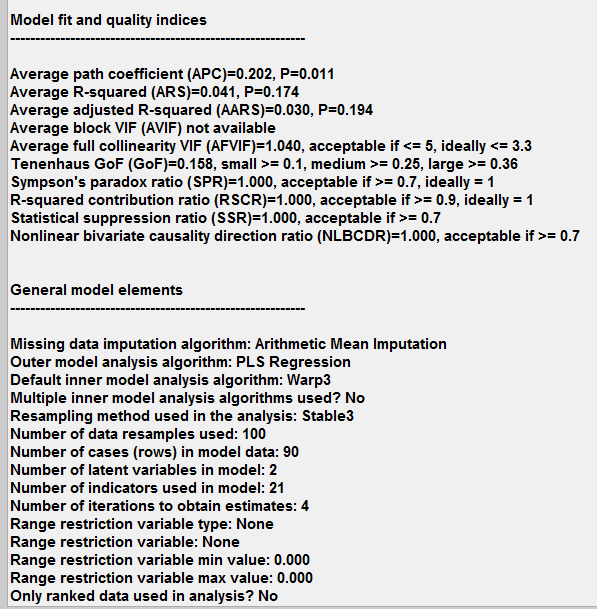 Model fit and quality indices
-----------------------------------------------------------
Average path coefficient (APC)=0.202, P=0.011
Average R-squared (ARS)=0.041, P=0.174
Average adjusted R-squared (AARS)=0.030, P=0.194
Average block VIF (AVIF) not available
Average full collinearity VIF (AFVIF)=1.040, acceptable if <= 5, ideally <= 3.3
Tenenhaus GoF (GoF)=0.158, small >= 0.1, medium >= 0.25, large >= 0.36
Sympson's paradox ratio (SPR)=1.000, acceptable if >= 0.7, ideally = 1
R-squared contribution ratio (RSCR)=1.000, acceptable if >= 0.9, ideally = 1
Statistical suppression ratio (SSR)=1.000, acceptable if >= 0.7
Nonlinear bivariate causality direction ratio (NLBCDR)=1.000, acceptable if >= 0.7
General model elements
-----------------------------------------------------------
Missing data imputation algorithm: Arithmetic Mean Imputation
Outer model analysis algorithm: PLS Regression
Default inner model analysis algorithm: Warp3
Multiple inner model analysis algorithms used? No
Resampling method used in the analysis: Stable3
Number of data resamples used: 100
Number of cases (rows) in model data: 90
Number of latent variables in model: 2
Number of indicators used in model: 21
Number of iterations to obtain estimates: 4
Range restriction variable type: None
Range restriction variable: None
Range restriction variable min value: 0.000
Range restriction variable max value: 0.000
Only ranked data used in analysis? No